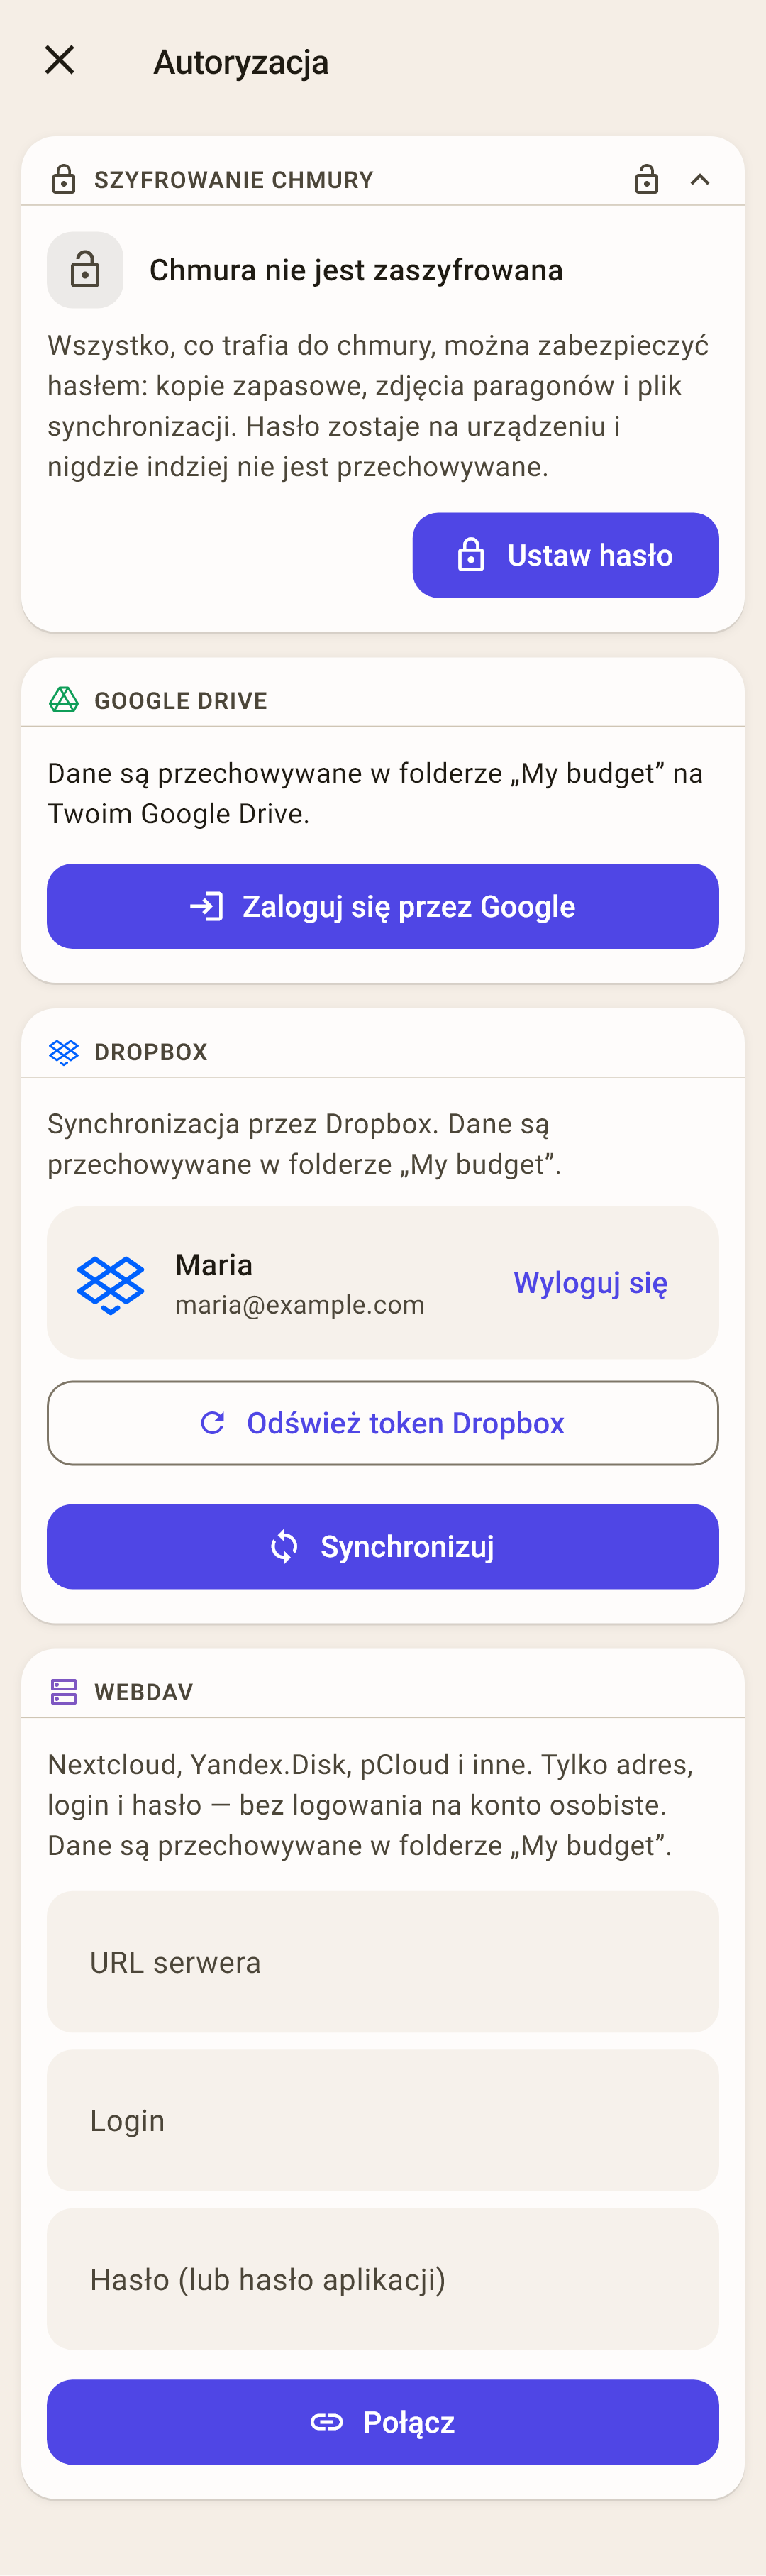 Autoryzacja
SZYFROWANIE CHMURY
Chmura nie jest zaszyfrowana
Wszystko, co trafia do chmury, można zabezpieczyć
hasłem: kopie zapasowe, zdjęcia paragonów i plik
synchronizacji. Hasło zostaje na urządzeniu i
nigdzie indziej nie jest przechowywane.
Ustaw hasło
GOOGLE DRIVE
Dane są przechowywane w folderze „My budget” na
Twoim Google Drive.
Zaloguj się przez Google
DROPBOX
Synchronizacja przez Dropbox. Dane są
przechowywane w folderze „My budget”.
Maria
maria@example.com
Wyloguj się
Odśwież token Dropbox
Synchronizuj
WEBDAV
Nextcloud, Yandex.Disk, pCloud i inne. Tylko adres,
login i hasło — bez logowania na konto osobiste.
Dane są przechowywane w folderze „My budget”.
URL serwera
Login
Hasło (lub hasło aplikacji)
Połącz